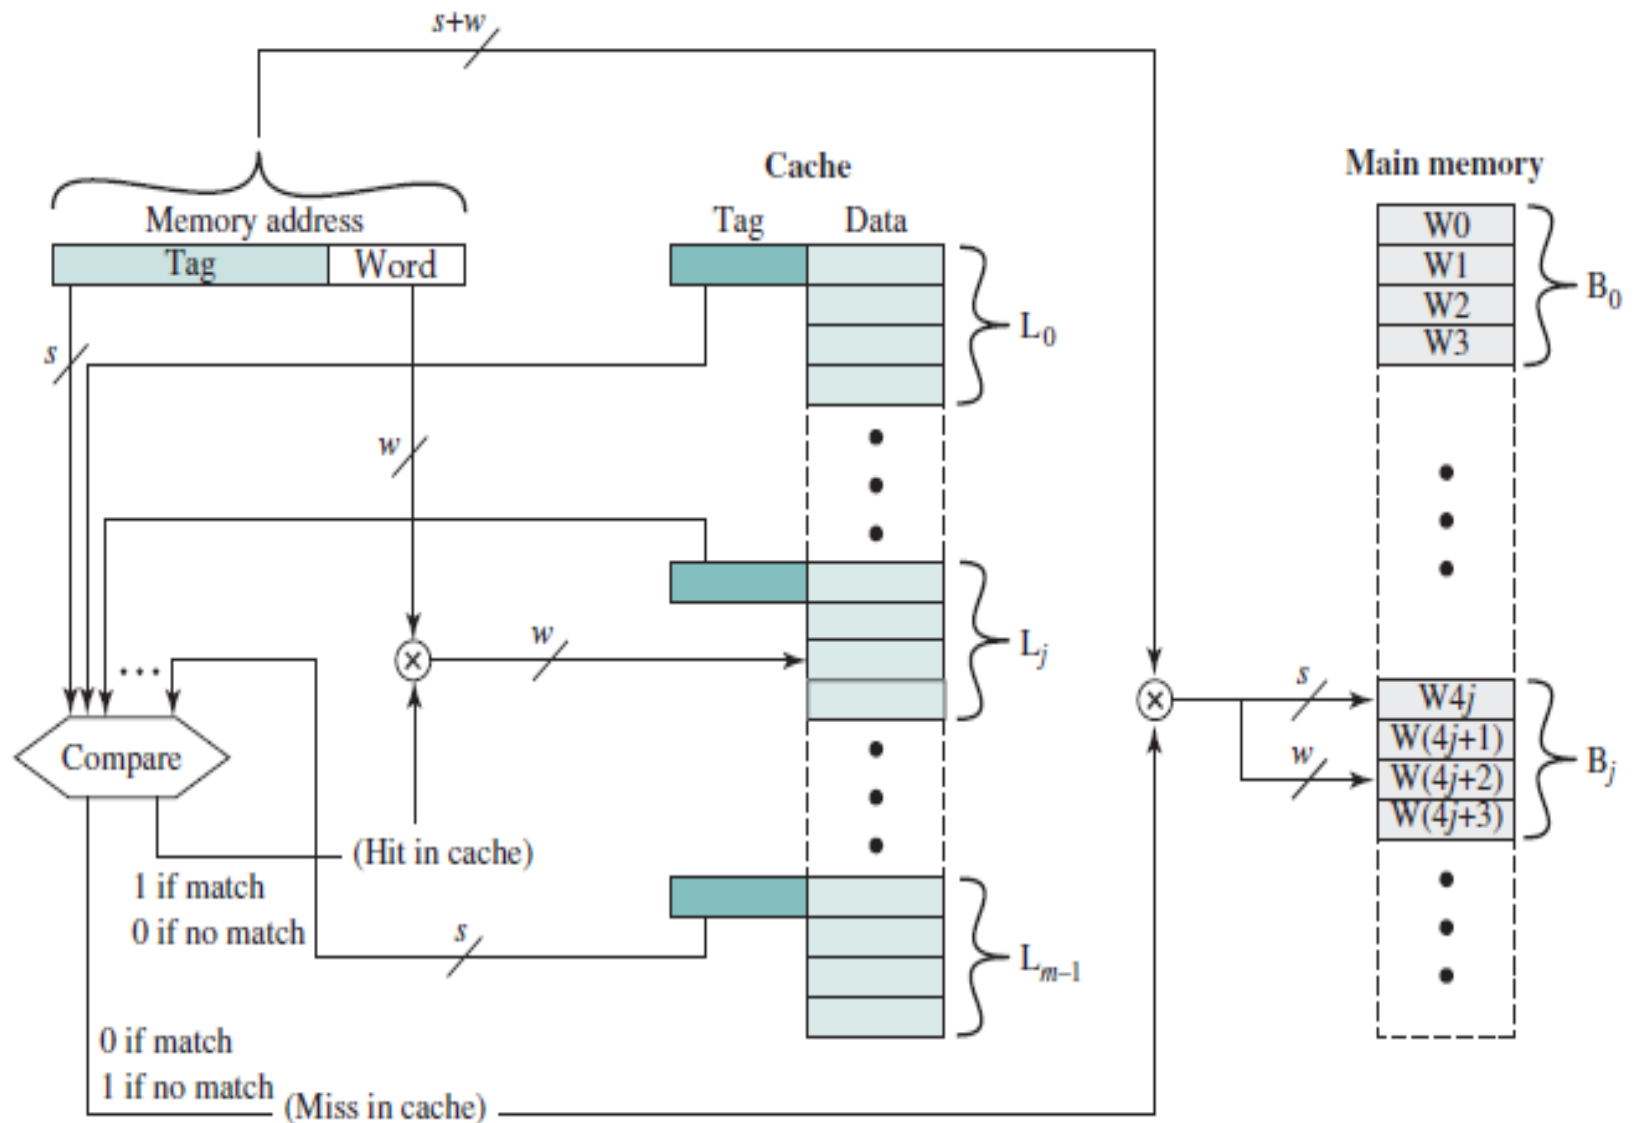 s+w
Cache
Main memory
Memory address
Tag Data
Tag Word
W0
W1
W2
W3
B0
L0
s
w
Lj
w
s
W4j
W(4j+1)
W(4j+2)
W(4j+3)
w
Bj
...
Compare
(Hit in cache)
1 if match
0 if no match
s
Lm–1
0 if match
1 if no match
(Miss in cache)